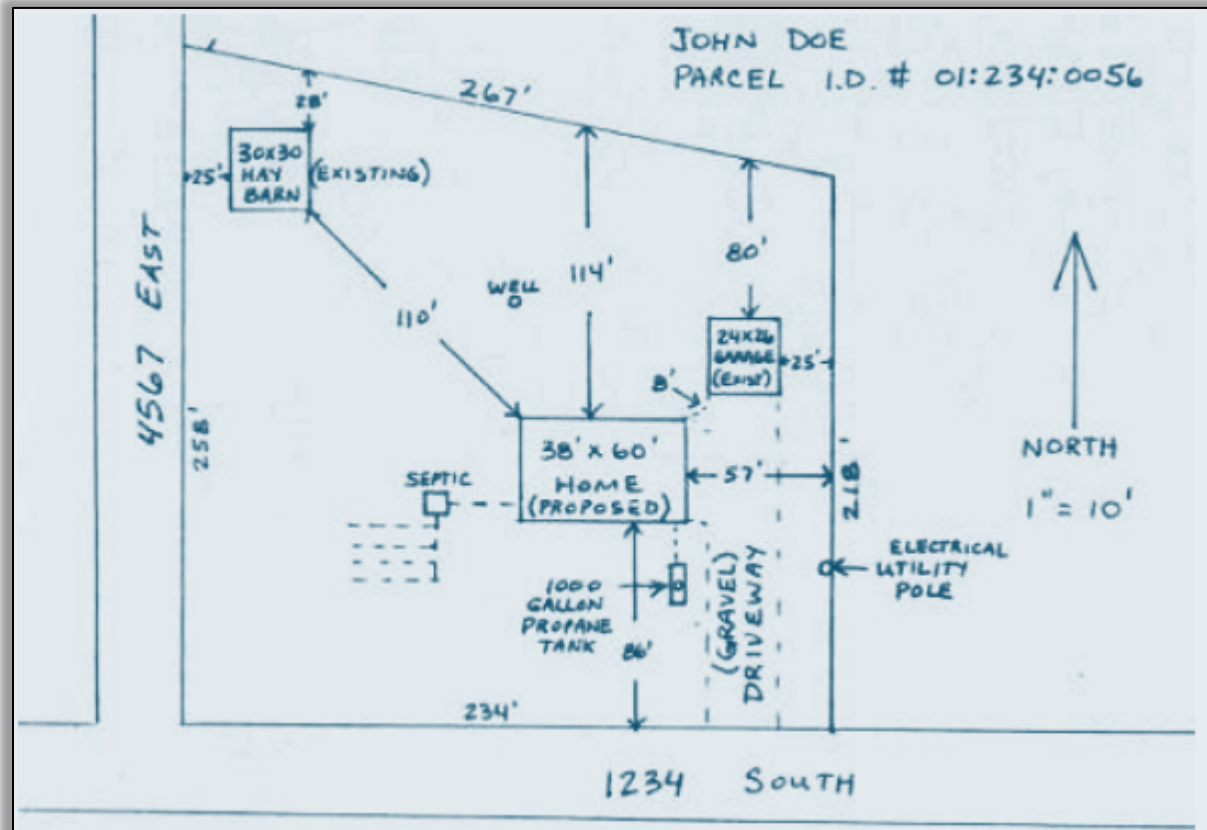 JOHN DOE
PARCEL I.D. # 01:234:0056
267'
28'
30X30
HAY
BARN
(EXISTING)
25'
4567 EAST
258'
110'
WELL
114'
80'
24X26
GARAGE
(EXIST)
25'
8'
38' X 60'
HOME
(PROPOSED)
57'
218'
NORTH
1" = 10'
SEPTIC
1000
GALLON
PROPANE
TANK
86'
(GRAVEL)
DRIVEWAY
ELECTRICAL
UTILITY
POLE
234'
1234 SOUTH